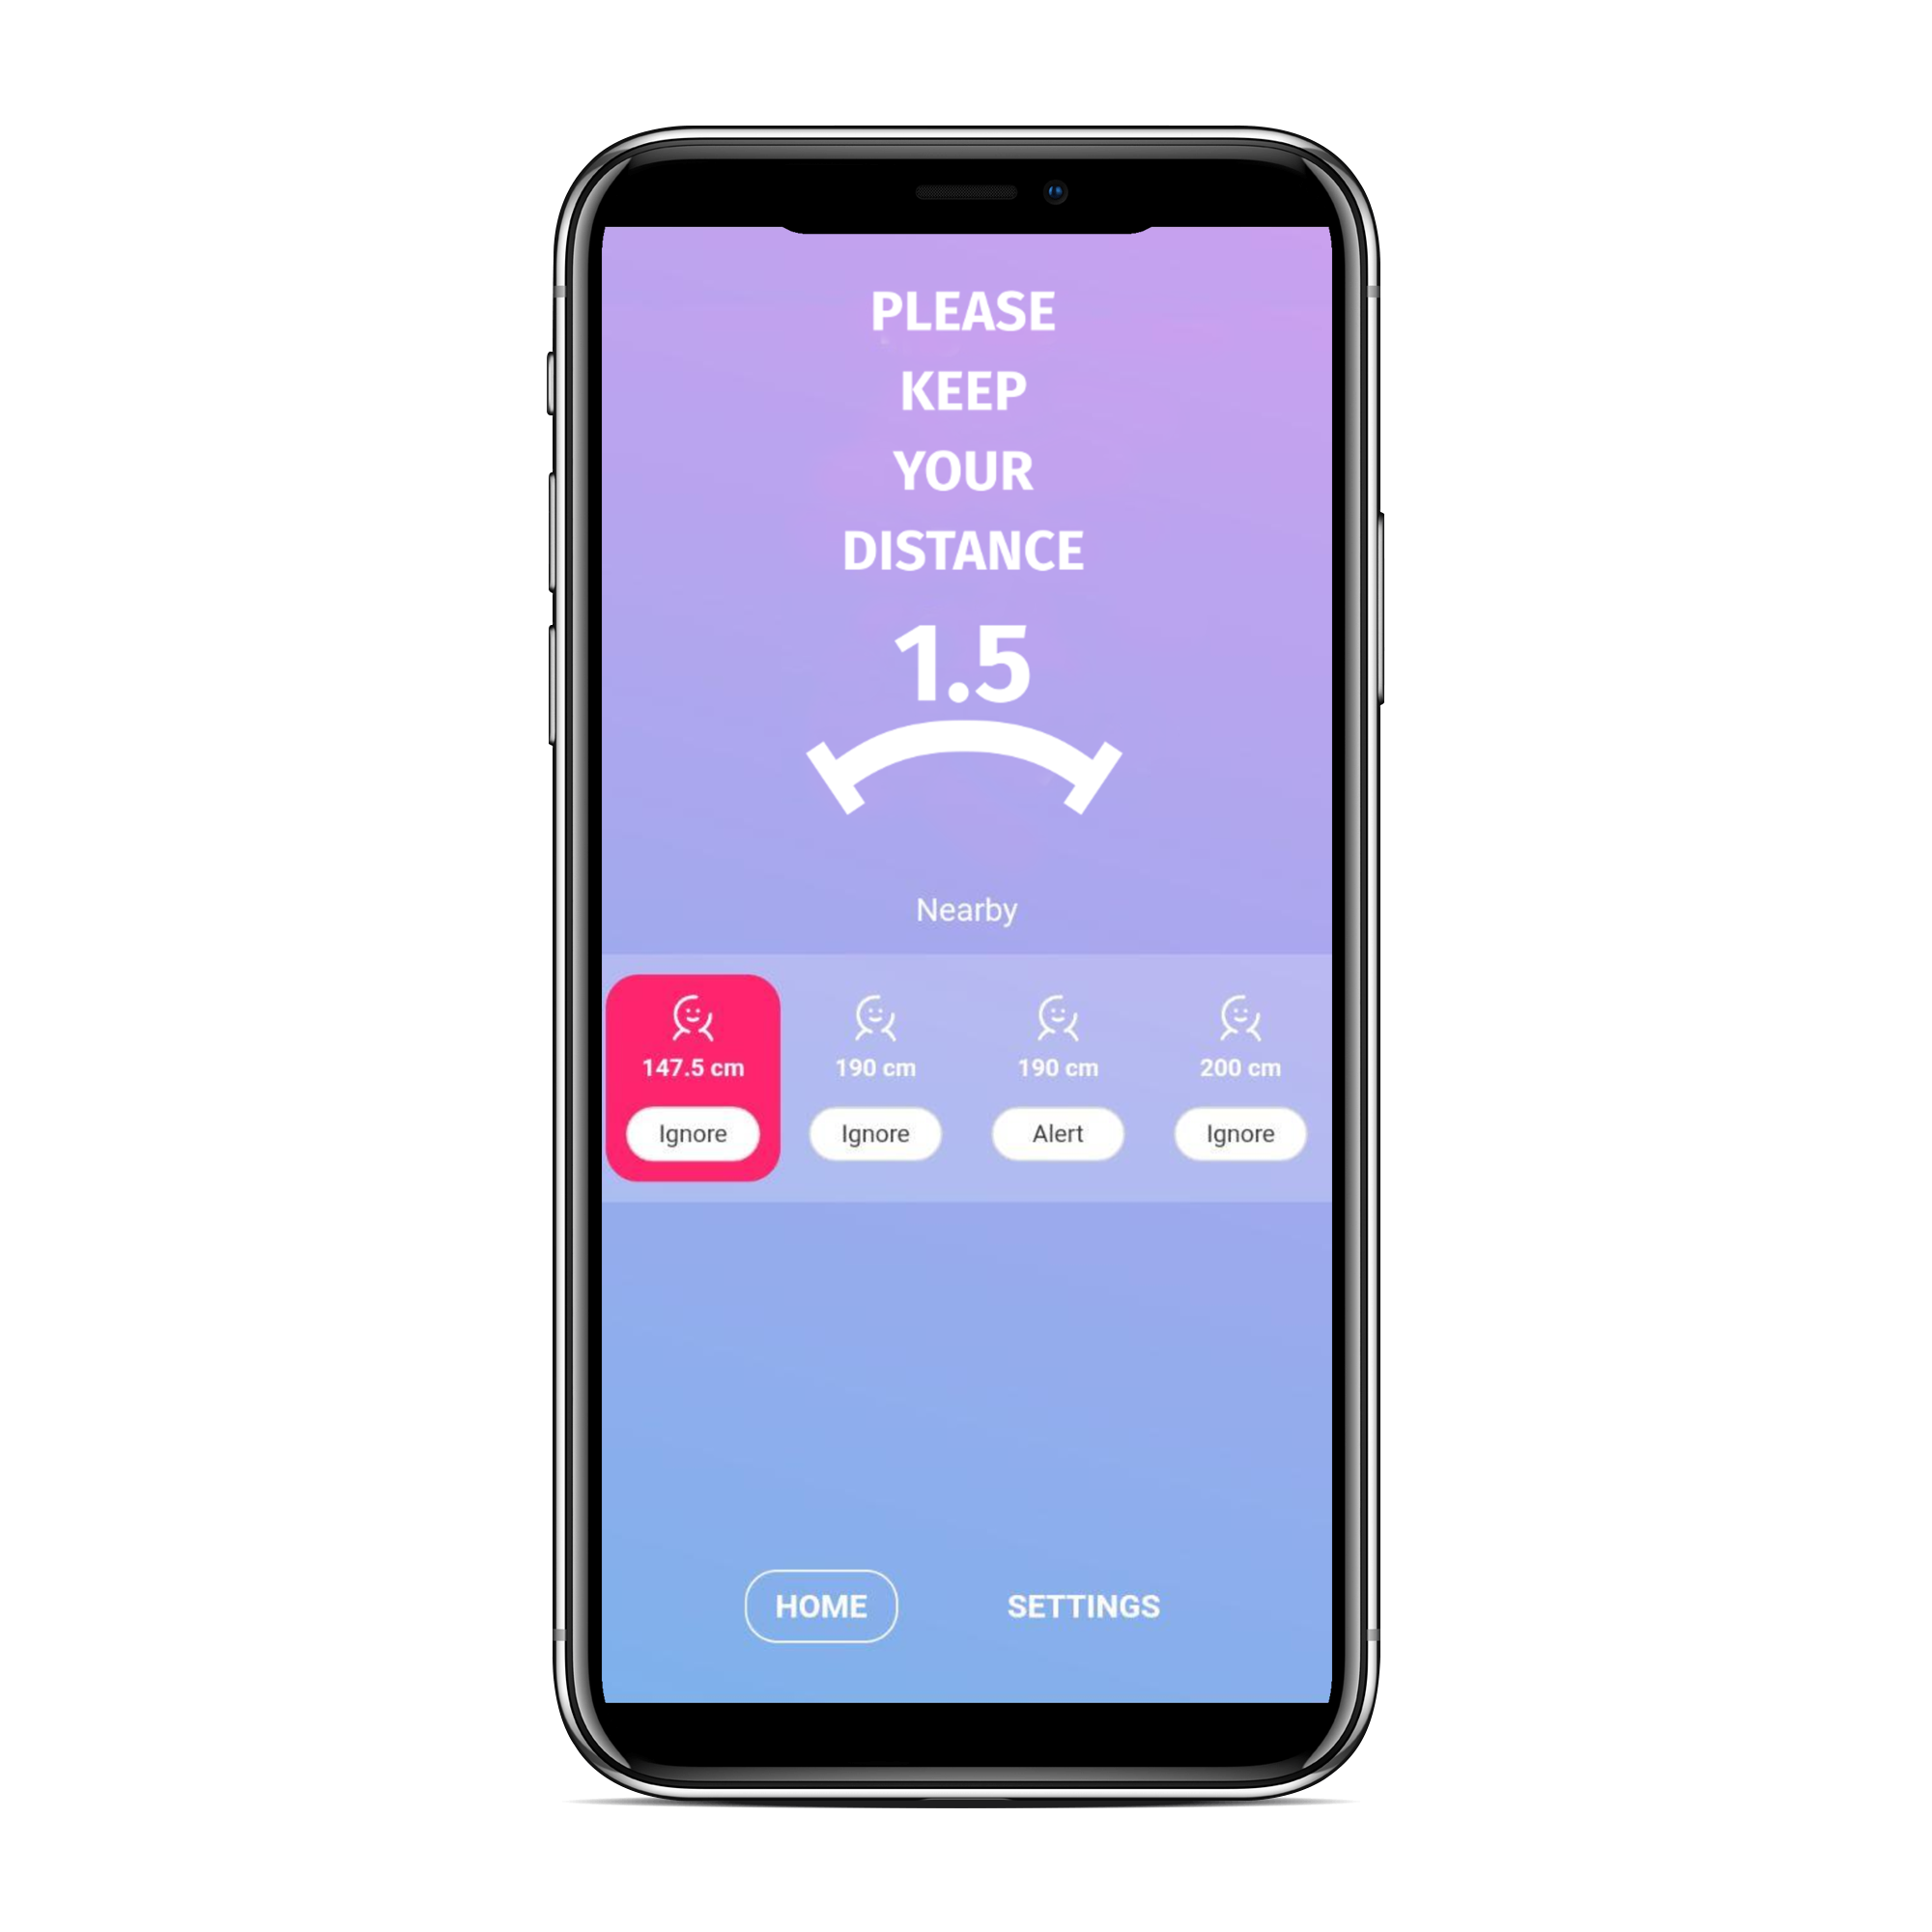 PLEASE
KEEP
YOUR
DISTANCE
1.5
Nearby
147.5 cm 190 cm 190 cm 200 cm
Ignore Ignore Alert Ignore
HOME SETTINGS